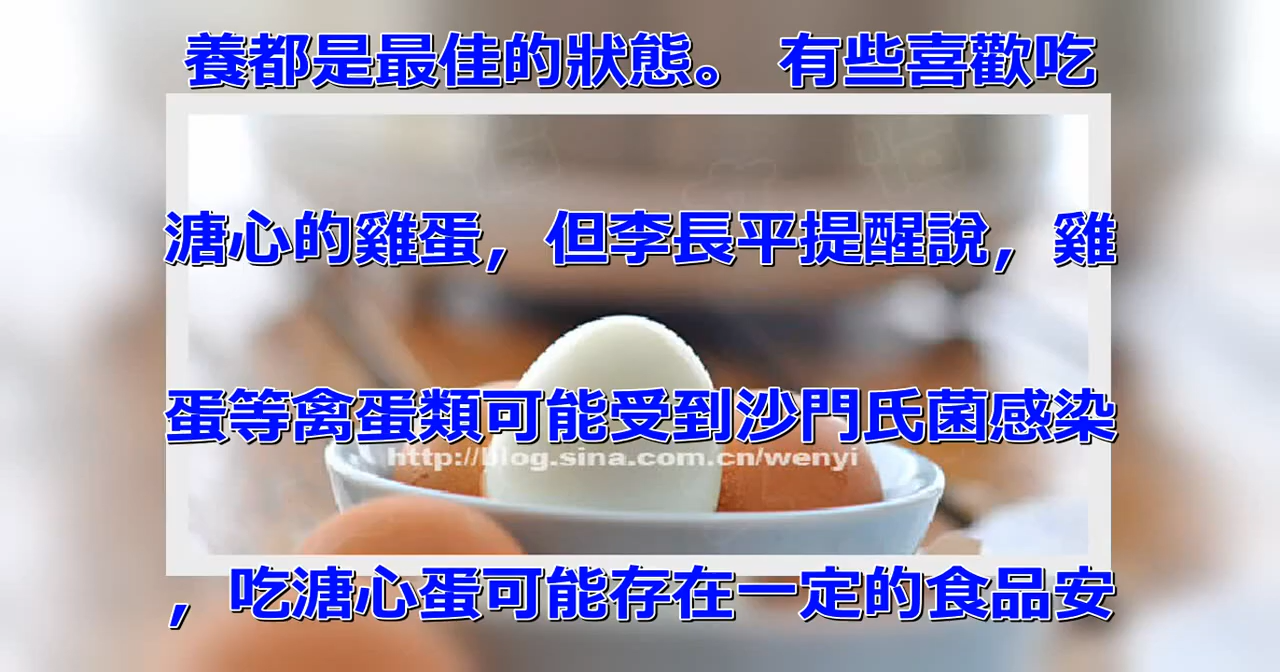 養都是最佳的狀態。 有些喜歡吃
溏心的雞蛋，但李長平提醒說，雞
蛋等禽蛋類可能受到沙門氏菌感染
http://blog.sina.com.cn/wenyi
，吃溏心蛋可能存在一定的食品安